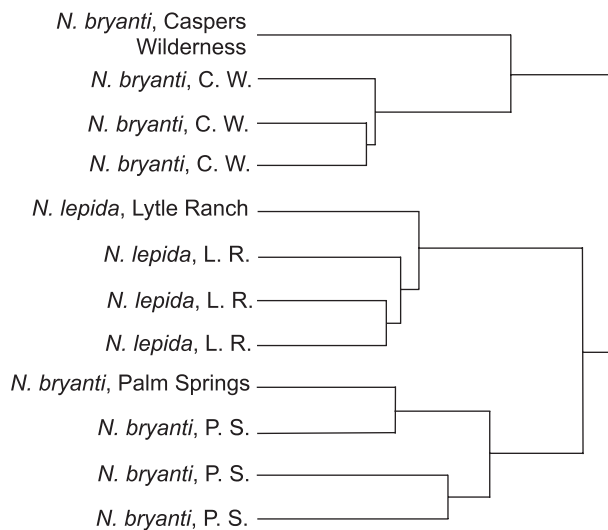 N. bryanti, Caspers
Wilderness
N. bryanti, C. W.
N. bryanti, C. W.
N. bryanti, C. W.
N. lepida, Lytle Ranch
N. lepida, L. R.
N. lepida, L. R.
N. lepida, L. R.
N. bryanti, Palm Springs
N. bryanti, P. S.
N. bryanti, P. S.
N. bryanti, P. S.